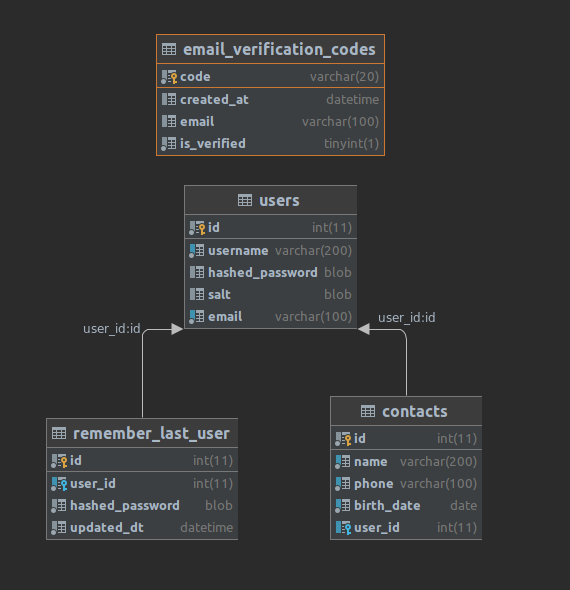 email_verification_codes
code varchar(20)
created_at datetime
email varchar(100)
is_verified tinyint(1)
users
id int(11)
username varchar(200)
hashed_password blob
salt blob
email varchar(100)
user_id:id
user_id:id
remember_last_user
id int(11)
user_id int(11)
hashed_password blob
updated_dt datetime
contacts
id int(11)
name varchar(200)
phone varchar(100)
birth_date date
user_id int(11)